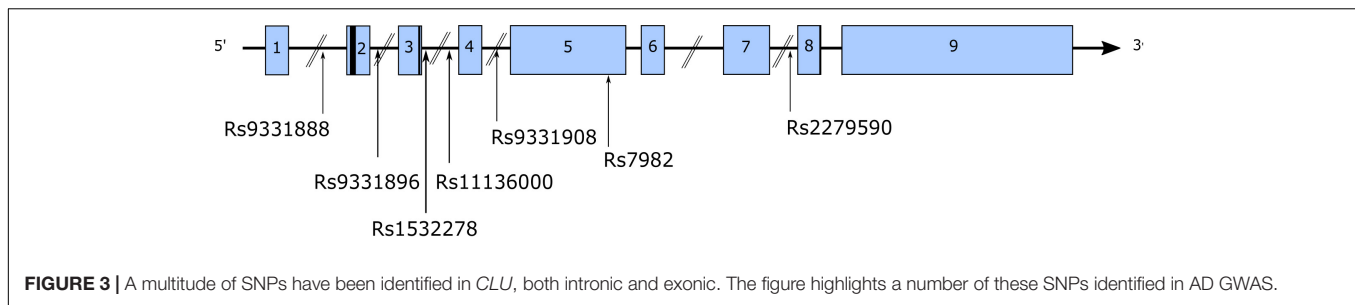 5' 1 2 3 4 5 6 7 8 9 3'
Rs9331888
Rs9331908
Rs2279590
Rs7982
Rs9331896 Rs11136000
Rs1532278
FIGURE 3 | A multitude of SNPs have been identified in CLU, both intronic and exonic. The figure highlights a number of these SNPs identified in AD GWAS.